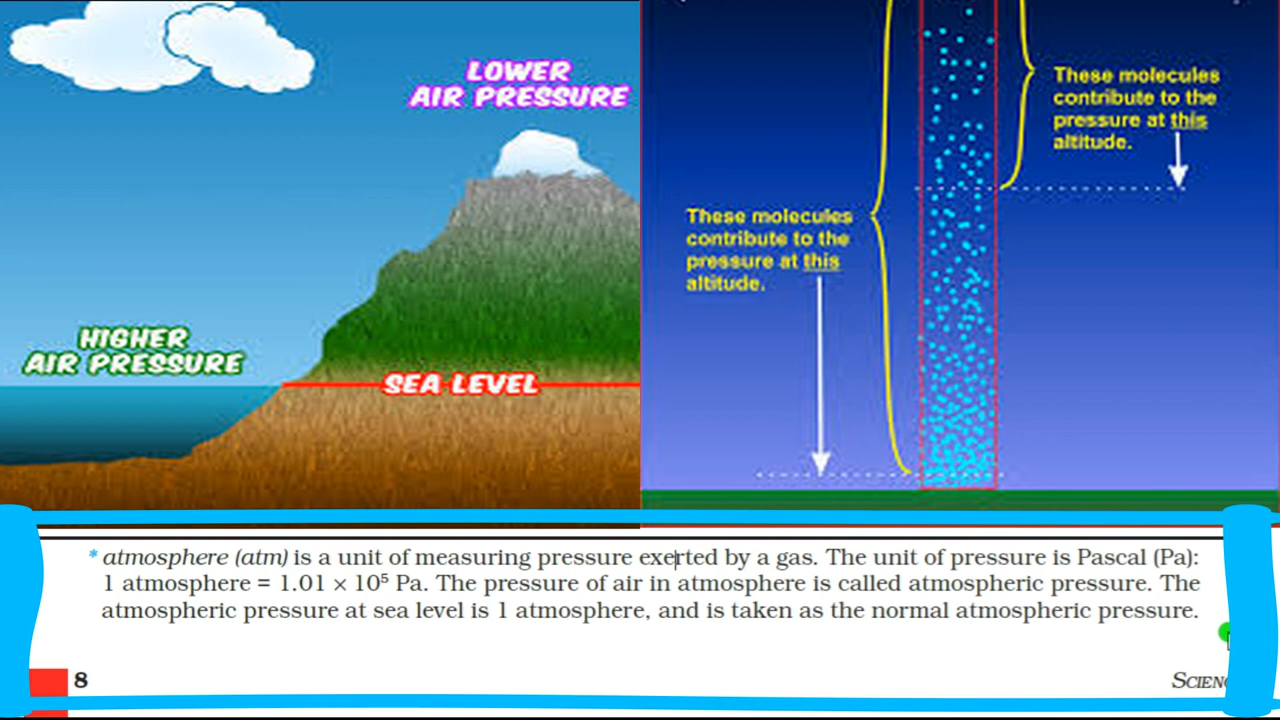 LOWER
AIR PRESSURE
HIGHER
AIR PRESSURE
SEA LEVEL
These molecules
contribute to the
pressure at this
altitude.
These molecules
contribute to the
pressure at this
altitude.
* atmosphere (atm) is a unit of measuring pressure exerted by a gas. The unit of pressure is Pascal (Pa):
1 atmosphere = 1.01 × 10⁵ Pa. The pressure of air in atmosphere is called atmospheric pressure. The
atmospheric pressure at sea level is 1 atmosphere, and is taken as the normal atmospheric pressure.
8